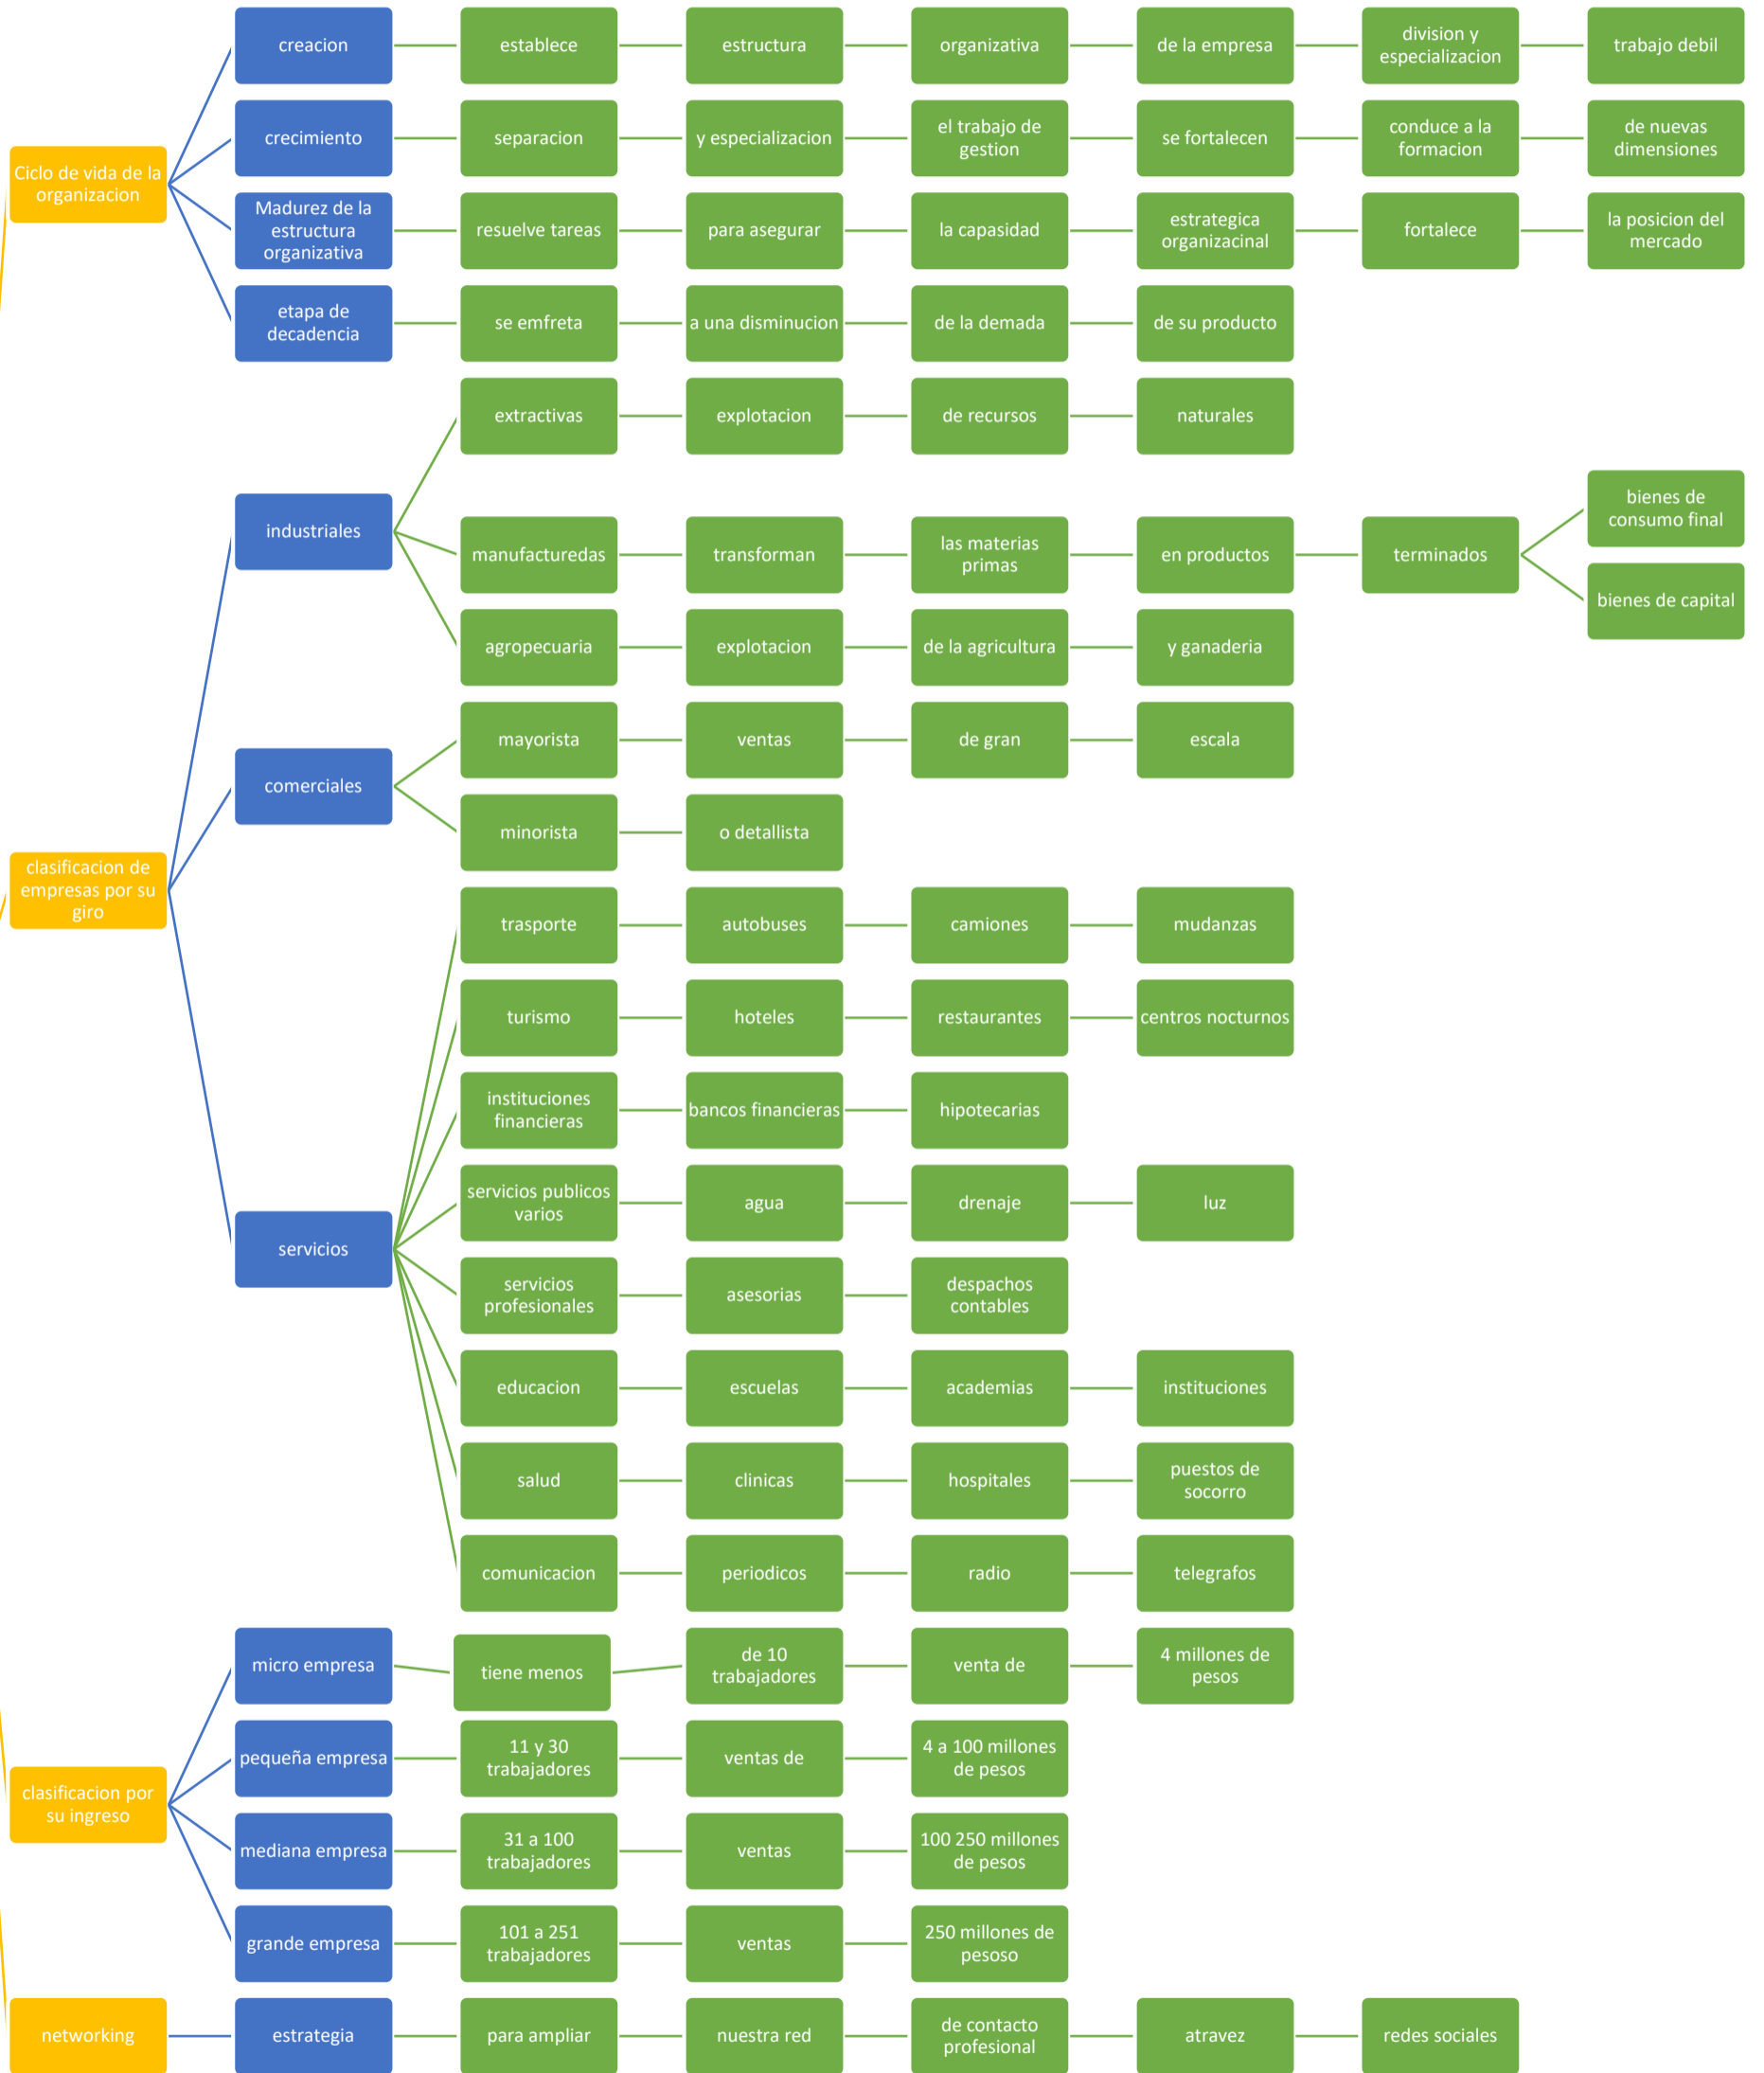 Ciclo de vida de la
organizacion
creacion
establece
estructura
organizativa
de la empresa
division y
especializacion
trabajo debil
crecimiento
separacion
y especializacion
el trabajo de
gestion
se fortalecen
conduce a la
formacion
de nuevas
dimensiones
Madurez de la
estructura
organizativa
resuelve tareas
para asegurar
la capasidad
estrategica
organizacinal
fortalece
la posicion del
mercado
etapa de
decadencia
se emfreta
a una disminucion
de la demada
de su producto
clasificacion de
empresas por su
giro
industriales
extractivas
explotacion
de recursos
naturales
manufacturedas
transforman
las materias
primas
en productos
terminados
bienes de
consumo final
bienes de capital
agropecuaria
explotacion
de la agricultura
y ganaderia
comerciales
mayorista
ventas
de gran
escala
minorista
o detallista
servicios
trasporte
autobuses
camiones
mudanzas
turismo
hoteles
restaurantes
centros nocturnos
instituciones
financieras
bancos financieras
hipotecarias
servicios publicos
varios
agua
drenaje
luz
servicios
profesionales
asesorias
despachos
contables
educacion
escuelas
academias
instituciones
salud
clinicas
hospitales
puestos de
socorro
comunicacion
periodicos
radio
telegrafos
clasificacion por
su ingreso
micro empresa
tiene menos
de 10
trabajadores
venta de
4 millones de
pesos
pequeña empresa
11 y 30
trabajadores
ventas de
4 a 100 millones
de pesos
mediana empresa
31 a 100
trabajadores
ventas
100 250 millones
de pesos
grande empresa
101 a 251
trabajadores
ventas
250 millones de
pesoso
networking
estrategia
para ampliar
nuestra red
de contacto
profesional
atravez
redes sociales